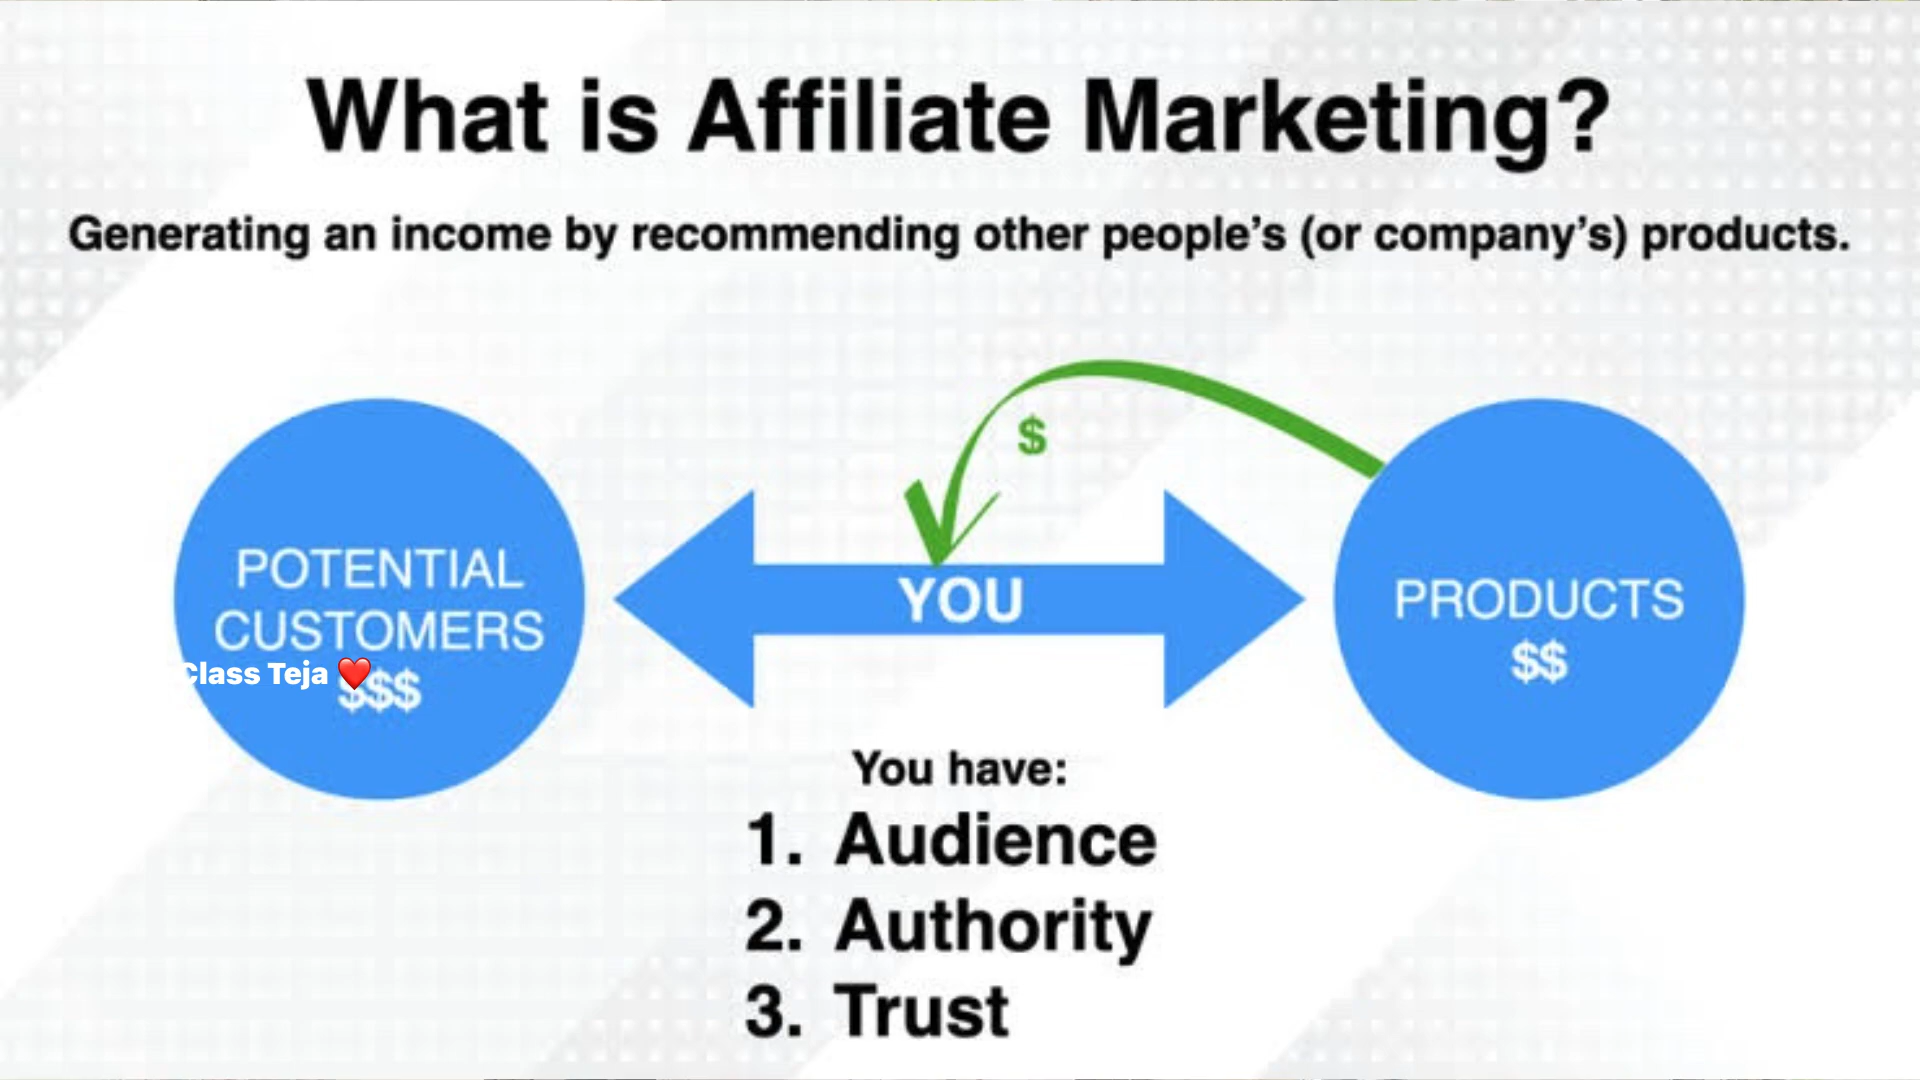 What is Affiliate Marketing?
Generating an income by recommending other people's (or company's) products.
$
POTENTIAL
CUSTOMERS
$$$
Class Teja ❤️
YOU
PRODUCTS
$$
You have:
1. Audience
2. Authority
3. Trust